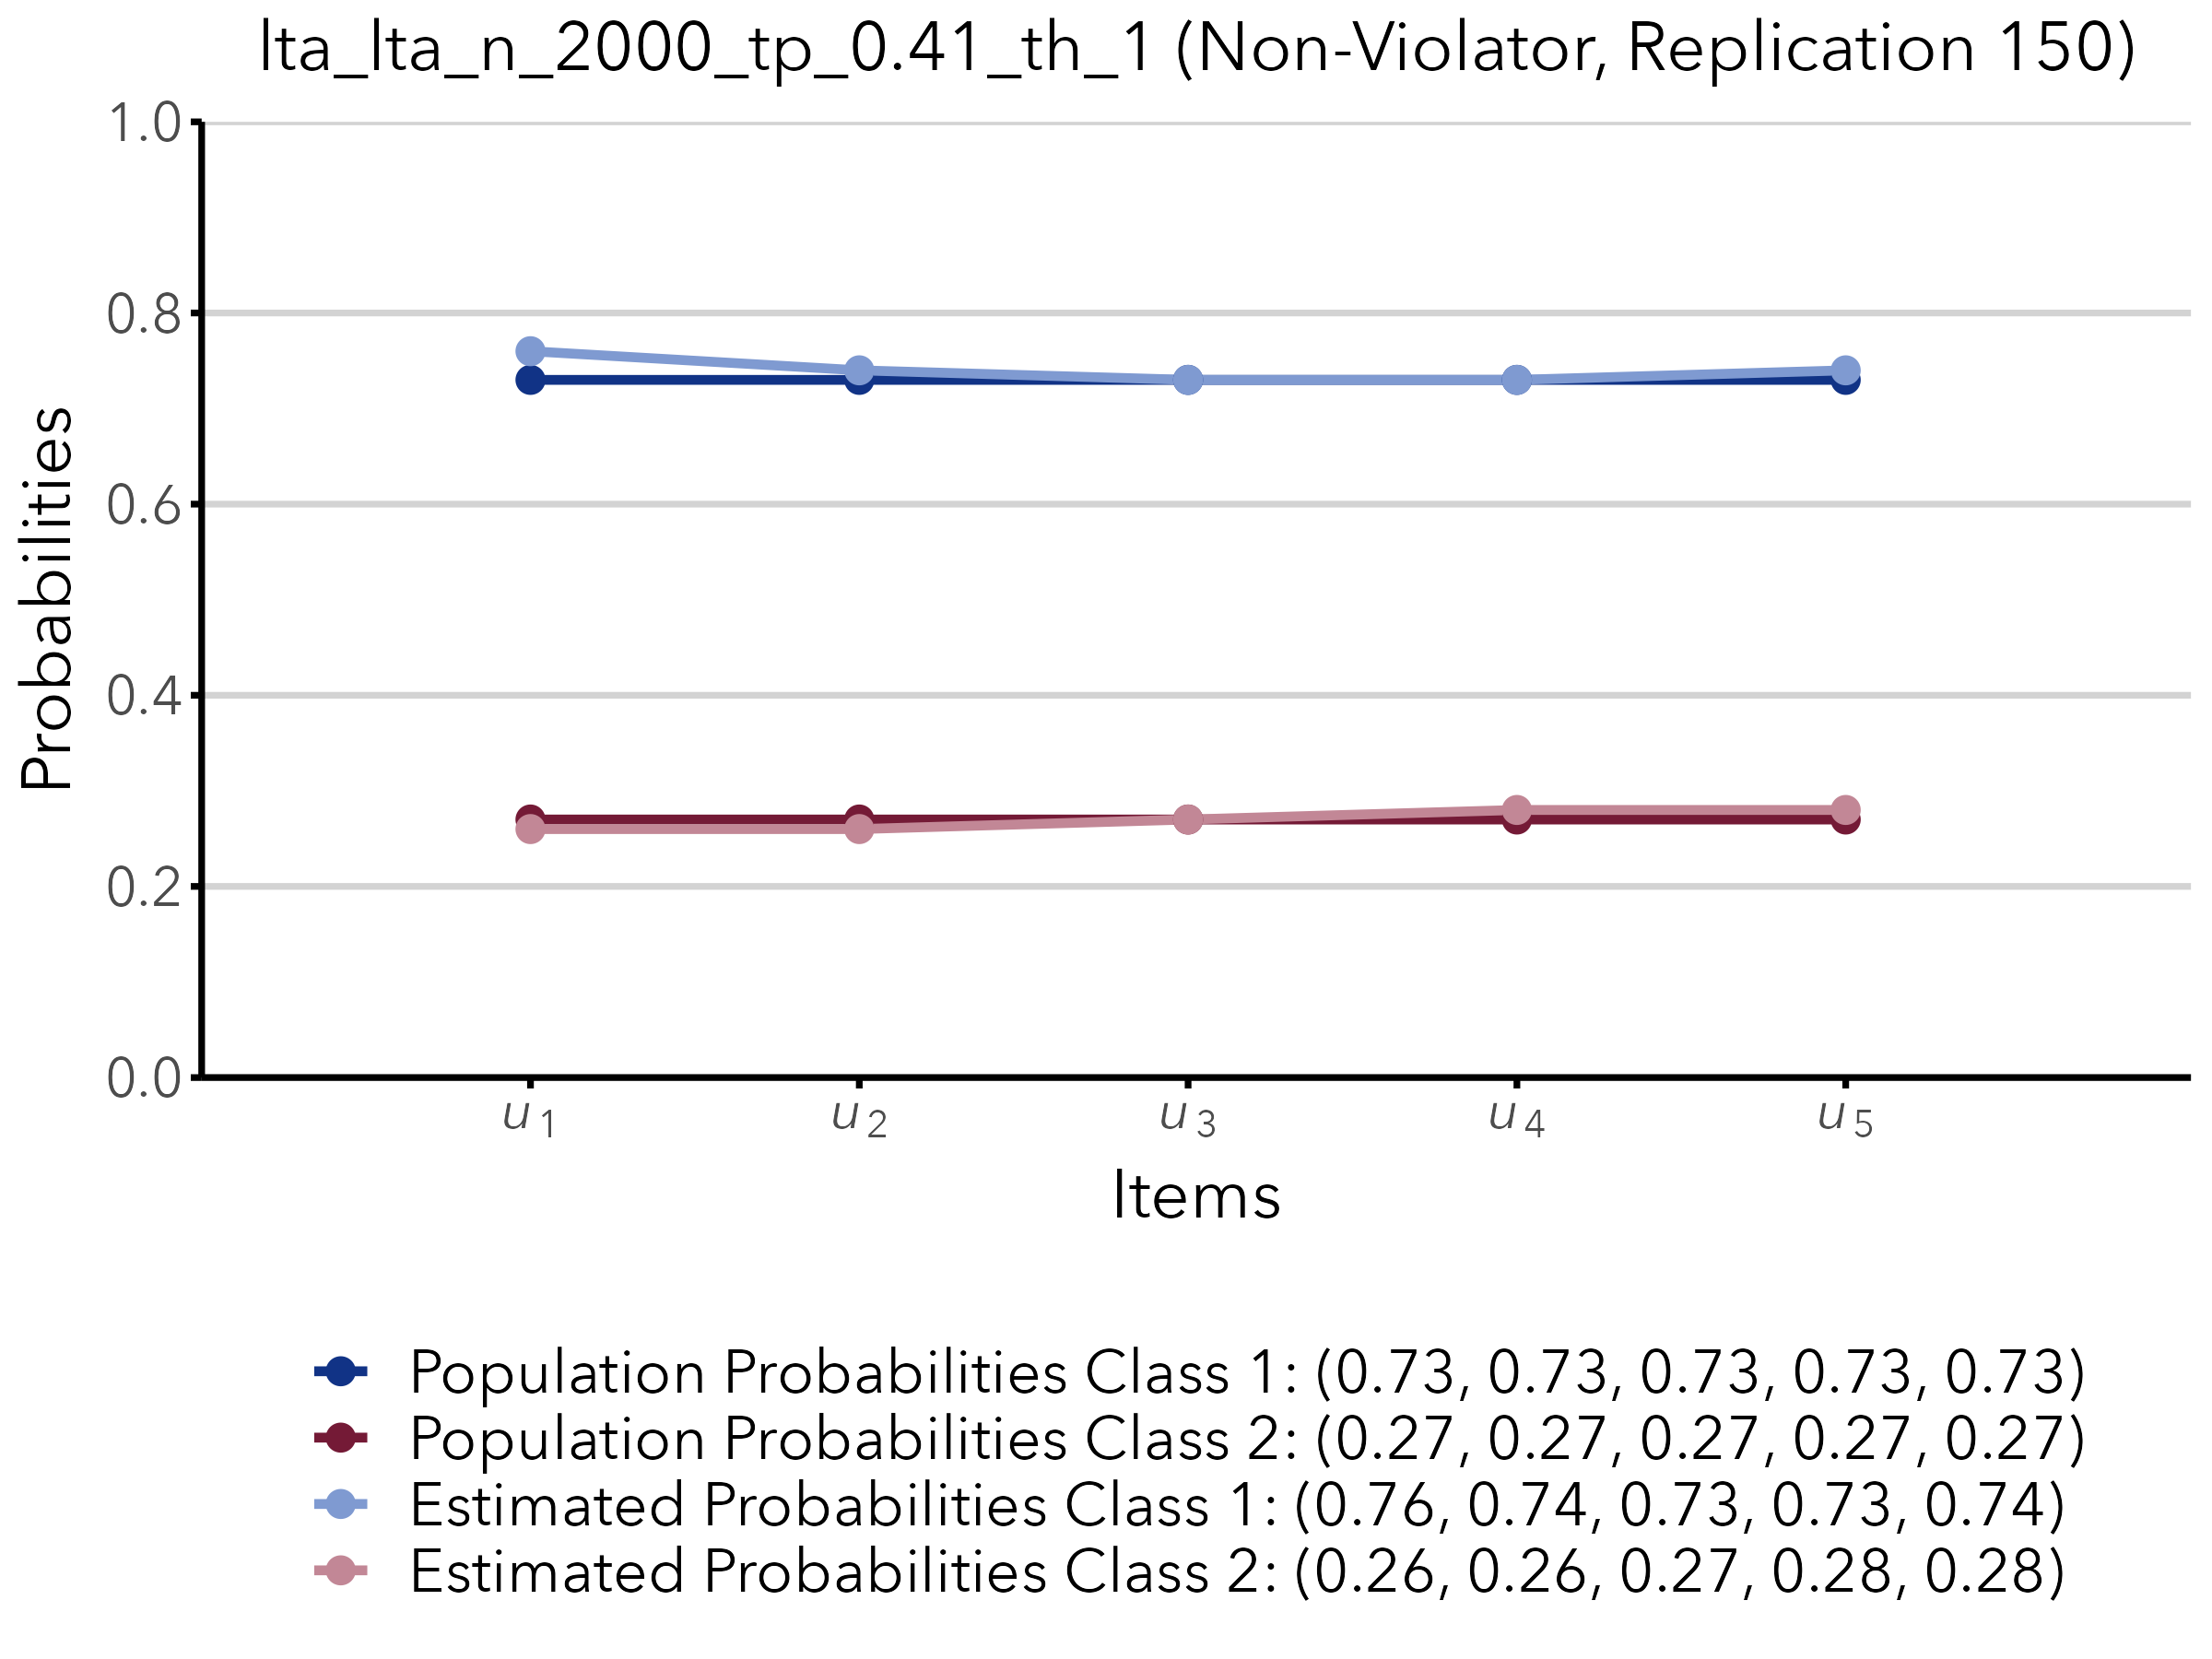 lta_lta_n_2000_tp_0.41_th_1 (Non-Violator, Replication 150)
1.0
0.8
0.6
0.4
0.2
0.0
Probabilities
u1
u2
u3
u4
u5
Items
Population Probabilities Class 1: (0.73, 0.73, 0.73, 0.73, 0.73)
Population Probabilities Class 2: (0.27, 0.27, 0.27, 0.27, 0.27)
Estimated Probabilities Class 1: (0.76, 0.74, 0.73, 0.73, 0.74)
Estimated Probabilities Class 2: (0.26, 0.26, 0.27, 0.28, 0.28)